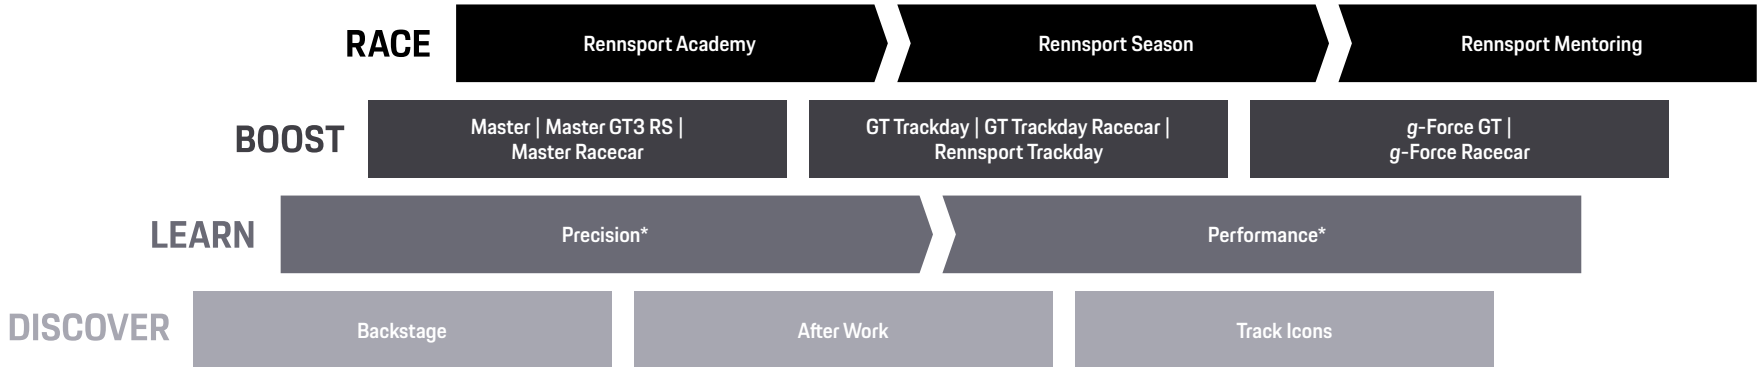 RACE
Rennsport Academy
Rennsport Season
Rennsport Mentoring
BOOST
Master | Master GT3 RS |
Master Racecar
GT Trackday | GT Trackday Racecar |
Rennsport Trackday
g-Force GT |
g-Force Racecar
LEARN
Precision*
Performance*
DISCOVER
Backstage
After Work
Track Icons